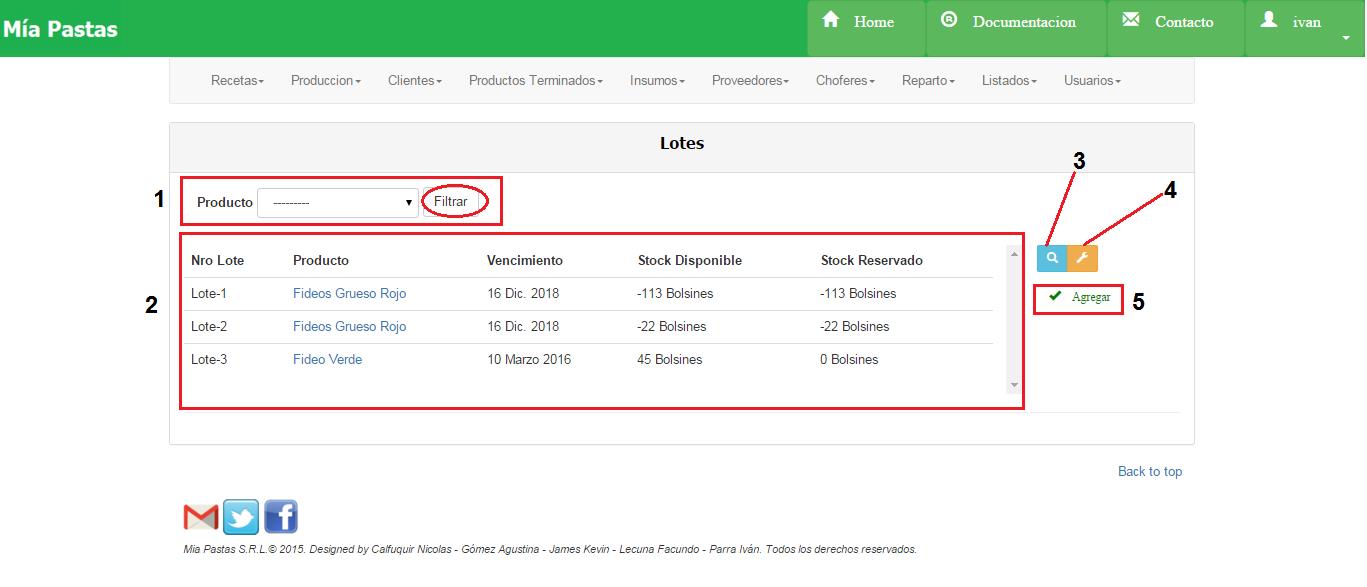 Mía Pastas Home Documentacion Contacto ivan
Recetas Produccion Clientes Productos Terminados Insumos Proveedores Choferes Reparto Listados Usuarios
Lotes
3
4
1 Producto --------- Filtrar
Nro Lote Producto Vencimiento Stock Disponible Stock Reservado
2 Lote-1 Fideos Grueso Rojo 16 Dic. 2018 -113 Bolsines -113 Bolsines Agregar 5
Lote-2 Fideos Grueso Rojo 16 Dic. 2018 -22 Bolsines -22 Bolsines
Lote-3 Fideo Verde 10 Marzo 2016 45 Bolsines 0 Bolsines
Back to top
Mia Pastas S.R.L.© 2015. Designed by Calfuquir Nicolas - Gómez Agustina - James Kevin - Lecuna Facundo - Parra Iván. Todos los derechos reservados.